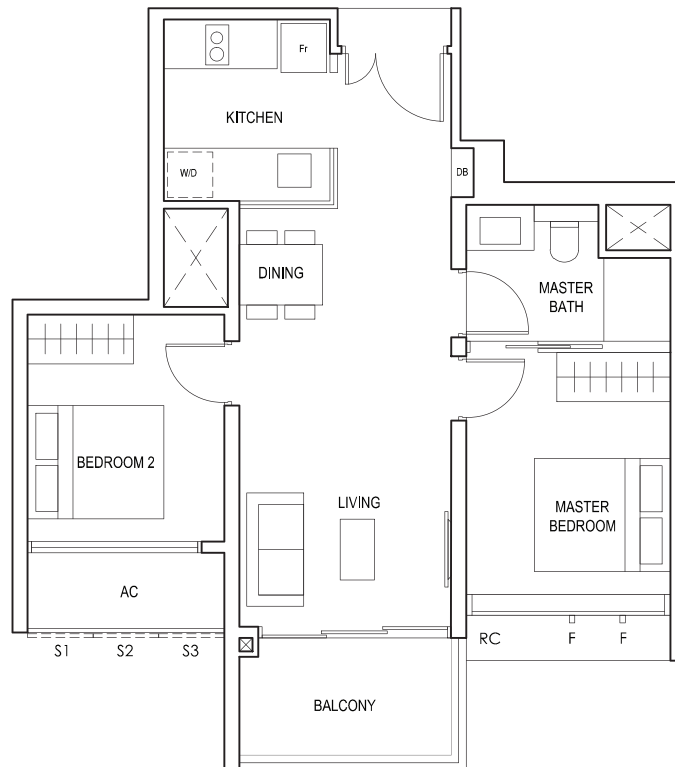 Fr
KITCHEN
W/D
DB
DINING
MASTER
BATH
BEDROOM 2
LIVING
MASTER
BEDROOM
AC
S1 S2 S3
RC F F
BALCONY